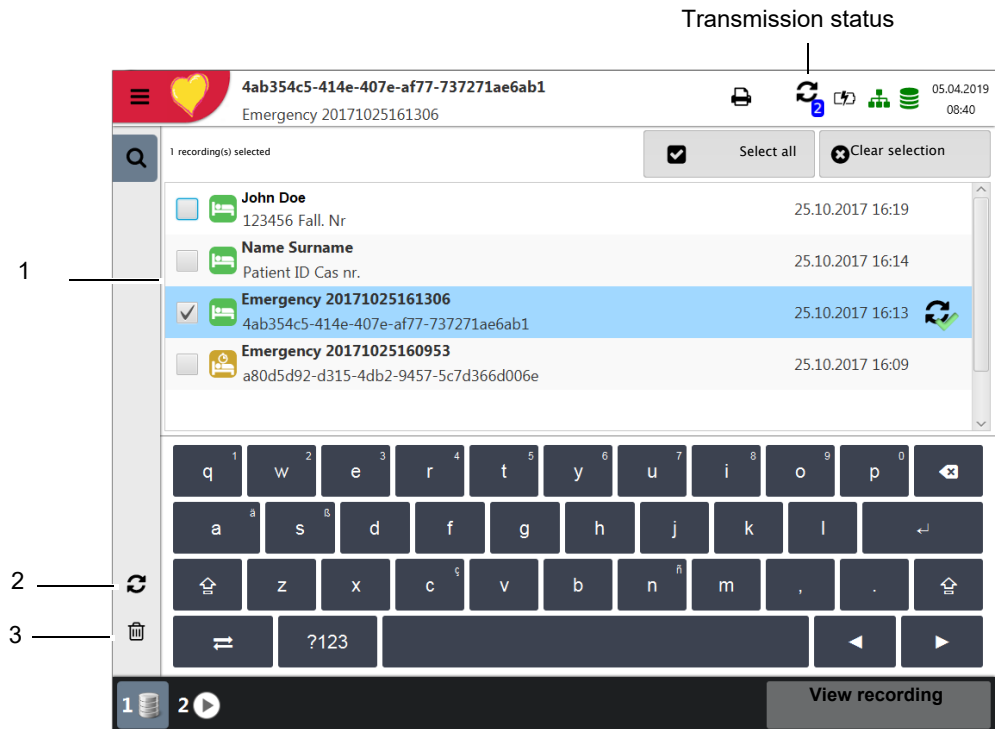 Transmission status
4ab354c5-414e-407e-af77-737271ae6ab1
Emergency 20171025161306
2
05.04.2019
08:40
1 recording(s) selected
Select all
Clear selection
John Doe
123456 Fall. Nr
25.10.2017 16:19
Name Surname
Patient ID Cas nr.
25.10.2017 16:14
1
Emergency 20171025161306
4ab354c5-414e-407e-af77-737271ae6ab1
25.10.2017 16:13
Emergency 20171025160953
a80d5d92-d315-4db2-9457-5c7d366d006e
25.10.2017 16:09
q 1 w 2 e 3 r 4 t 5 y 6 u 7 i 8 o 9 p 0
a ä s ß d f g h j k l
2
z x c ç v b n ñ m , .
3
?123
1 2 View recording